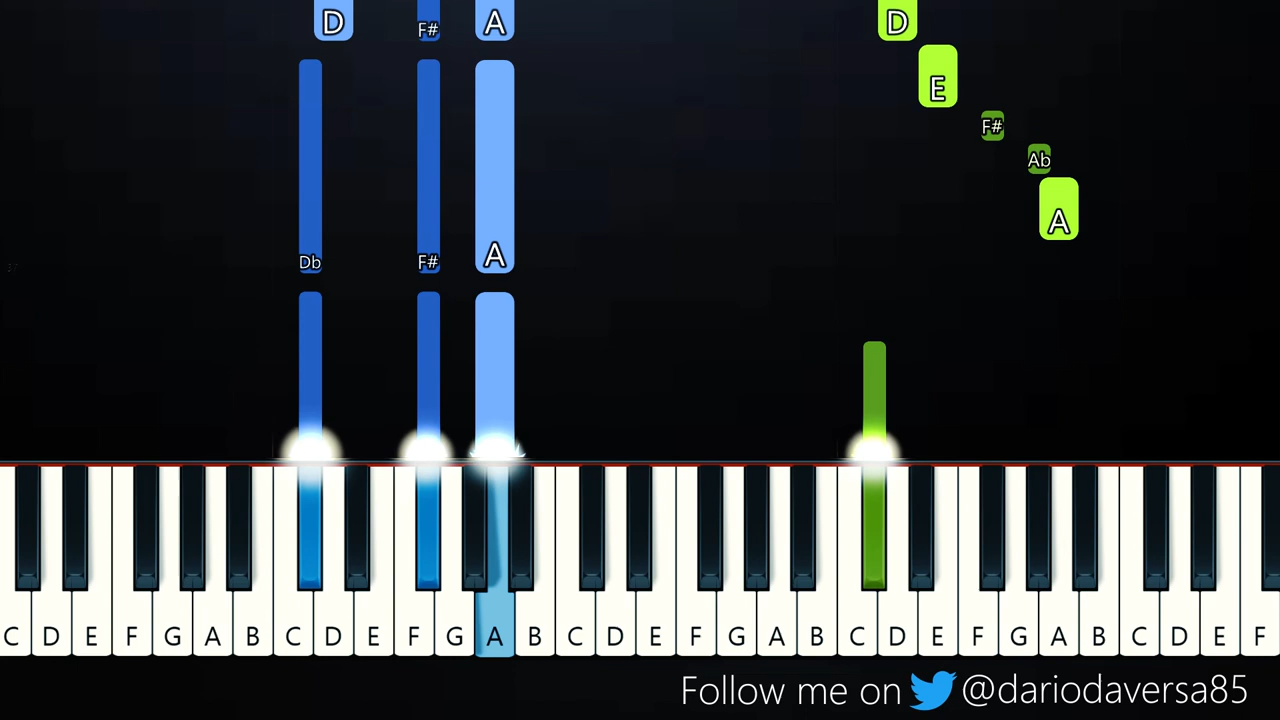 D F# A D
E
F#
Ab
A
Db F# A
C D E F G A B C D E F G A B C D E F G A B C D E F G A B C D E F
Follow me on @dariodaversa85